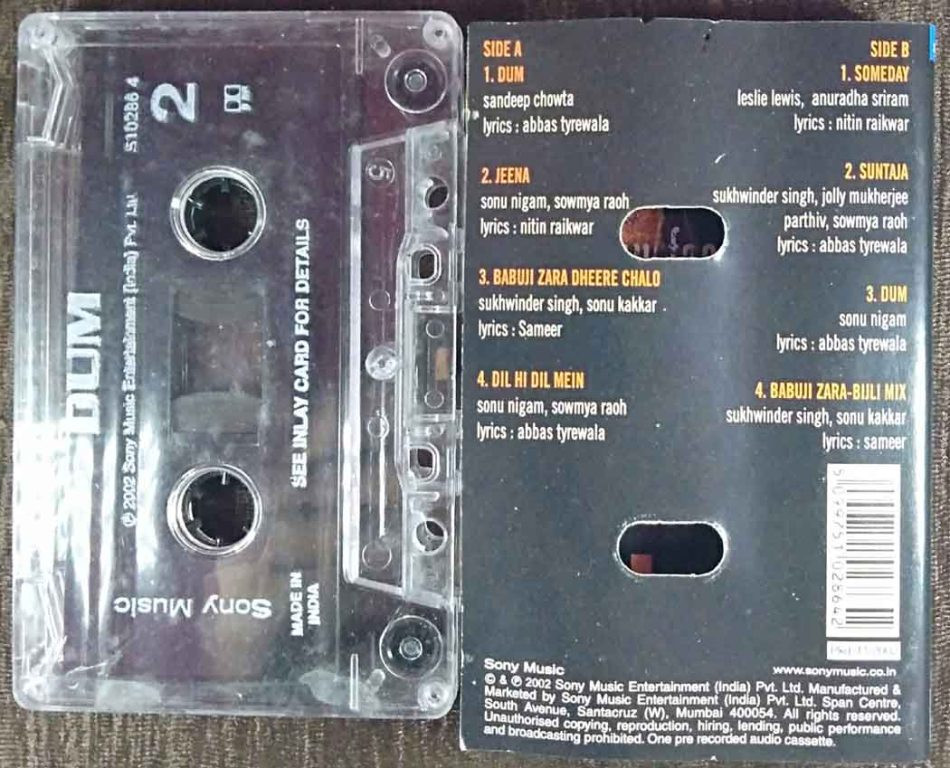 DUM
℗ 2002 Sony Music Entertainment (India) Pvt. Ltd.
510286 4
2
SEE INLAY CARD FOR DETAILS
Sony Music
MADE IN
INDIA
SIDE A
1. DUM
sandeep chowta
lyrics : abbas tyrewala
2. JEENA
sonu nigam, sowmya raoh
lyrics : nitin raikwar
3. BABUJI ZARA DHEERE CHALO
sukhwinder singh, sonu kakkar
lyrics : Sameer
4. DIL HI DIL MEIN
sonu nigam, sowmya raoh
lyrics : abbas tyrewala
SIDE B
1. SOMEDAY
leslie lewis, anuradha sriram
lyrics : nitin raikwar
2. SUNTAJA
sukhwinder singh, jolly mukherjee
parthiv, sowmya raoh
lyrics : abbas tyrewala
3. DUM
sonu nigam
lyrics : abbas tyrewala
4. BABUJI ZARA-BIJLI MIX
sukhwinder singh, sonu kakkar
lyrics : sameer
5 099751 028642
Sony Music
www.sonymusic.co.in
© & ℗ 2002 Sony Music Entertainment (India) Pvt. Ltd. Manufactured &
Marketed by Sony Music Entertainment (India) Pvt. Ltd. Span Centre,
South Avenue, Santacruz (W), Mumbai 400054. All rights reserved.
Unauthorised copying, reproduction, hiring, lending, public performance
and broadcasting prohibited. One pre recorded audio cassette.